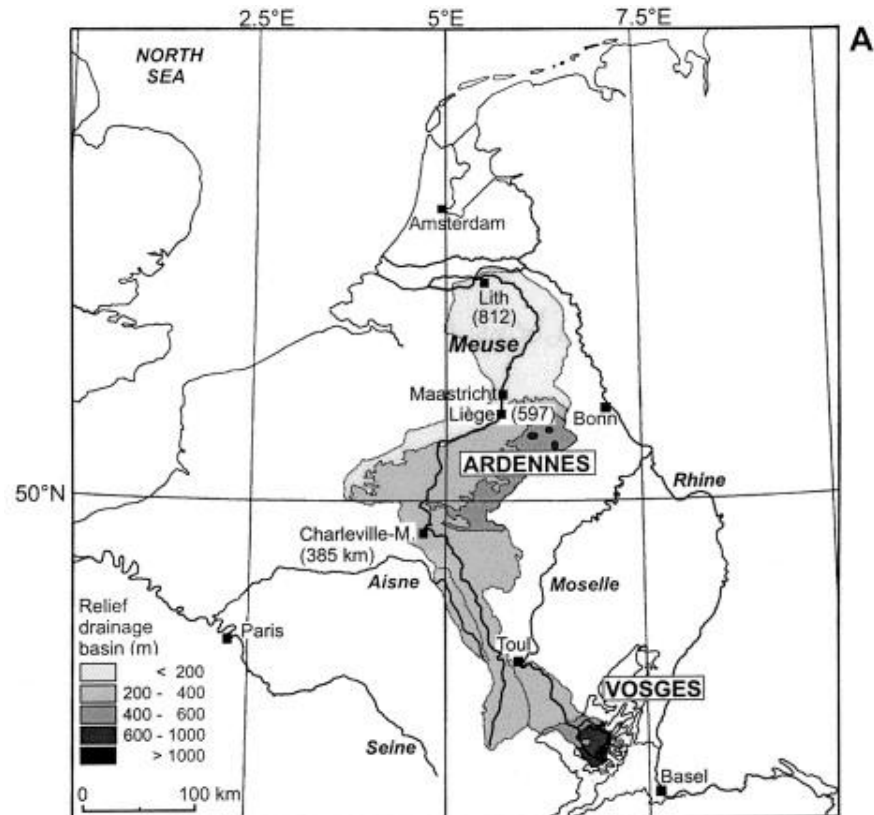 2.5°E
5°E
7.5°E
A
NORTH
SEA
Amsterdam
Lith
(812)
Meuse
Maastricht
Liège
(597)
Bonn
ARDENNES
50°N
Rhine
Charleville-M.
(385 km)
Aisne
Moselle
Relief
drainage
basin (m)
Paris
Toul
< 200
200 - 400
400 - 600
600 - 1000
> 1000
VOSGES
Seine
Basel
0
100 km